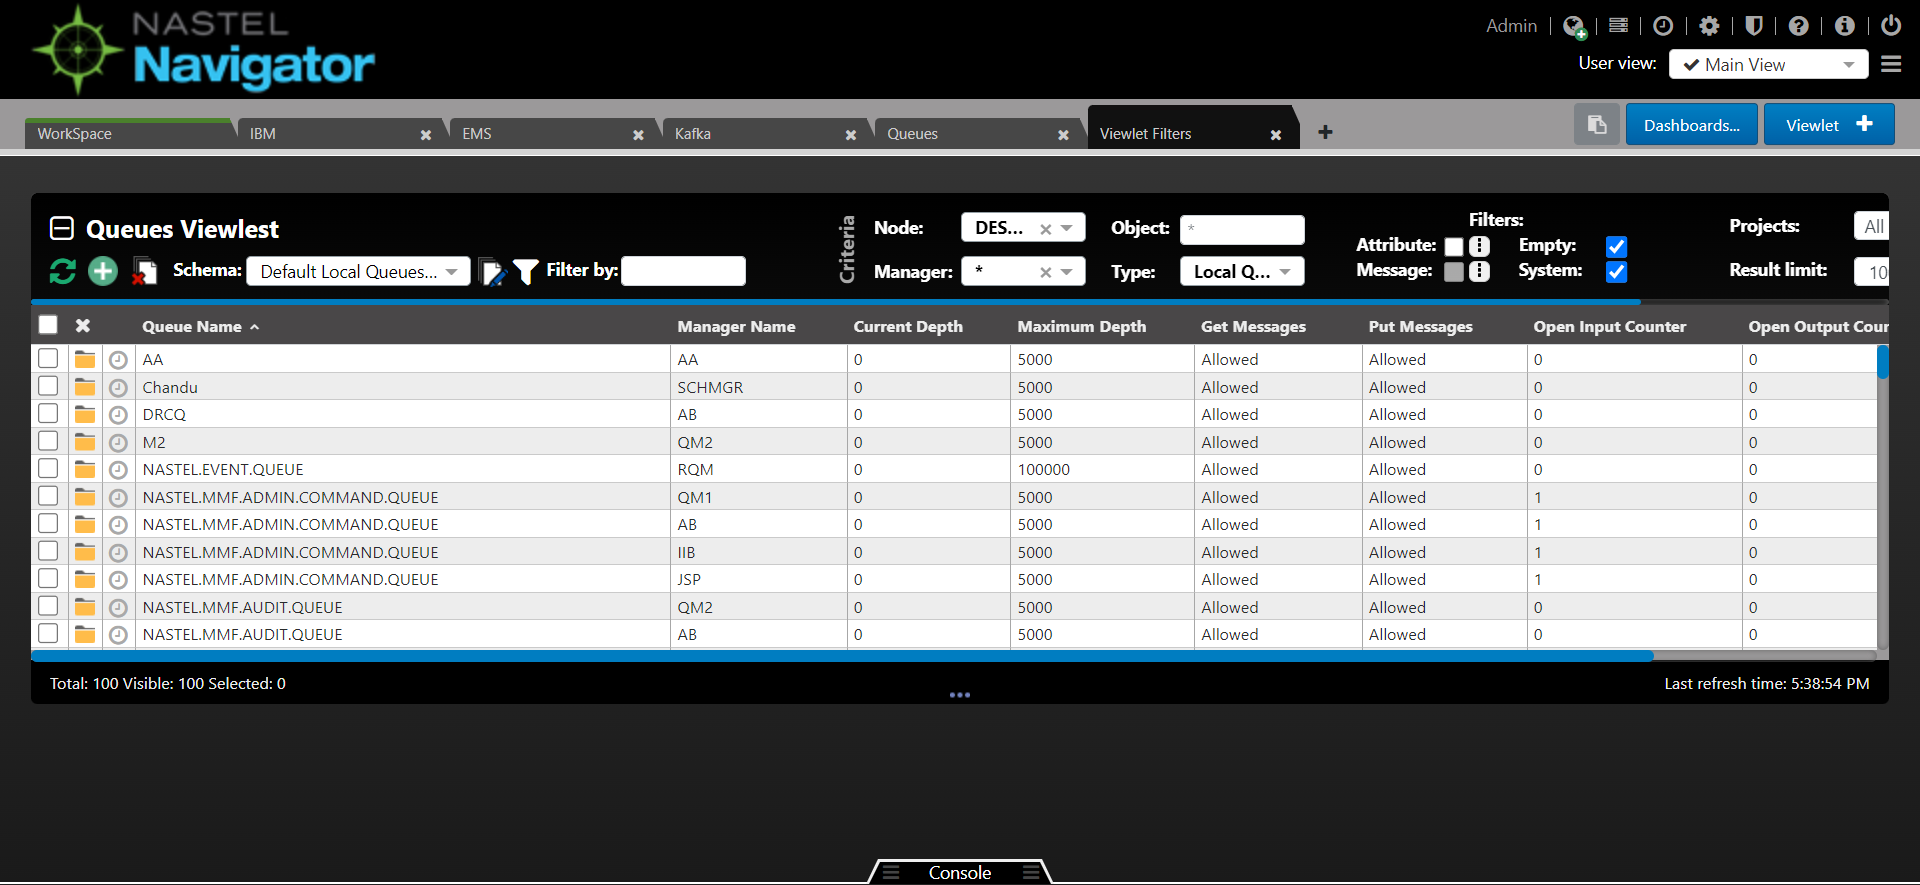 NASTEL
Navigator
Admin
User view: Main View
WorkSpace IBM EMS Kafka Queues Viewlet Filters
Dashboards... Viewlet
Queues Viewlest
Schema: Default Local Queues... Filter by:
Criteria
Node: DES... Object: *
Manager: * Type: Local Q...
Filters:
Attribute: Empty:
Message: System:
Projects: All
Result limit: 10
Queue Name Manager Name Current Depth Maximum Depth Get Messages Put Messages Open Input Counter Open Output Coun
AA AA 0 5000 Allowed Allowed 0 0
Chandu SCHMGR 0 5000 Allowed Allowed 0 0
DRCQ AB 0 5000 Allowed Allowed 0 0
M2 QM2 0 5000 Allowed Allowed 0 0
NASTEL.EVENT.QUEUE RQM 0 100000 Allowed Allowed 0 0
NASTEL.MMF.ADMIN.COMMAND.QUEUE QM1 0 5000 Allowed Allowed 1 0
NASTEL.MMF.ADMIN.COMMAND.QUEUE AB 0 5000 Allowed Allowed 1 0
NASTEL.MMF.ADMIN.COMMAND.QUEUE IIB 0 5000 Allowed Allowed 1 0
NASTEL.MMF.ADMIN.COMMAND.QUEUE JSP 0 5000 Allowed Allowed 1 0
NASTEL.MMF.AUDIT.QUEUE QM2 0 5000 Allowed Allowed 0 0
NASTEL.MMF.AUDIT.QUEUE AB 0 5000 Allowed Allowed 0 0
Total: 100 Visible: 100 Selected: 0
Last refresh time: 5:38:54 PM
Console